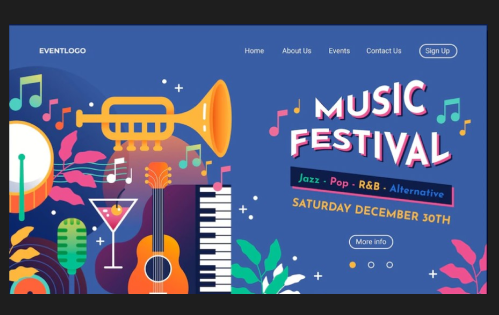 EVENTLOGO
Home About Us Events Contact Us Sign Up
MUSIC
FESTIVAL
Jazz - Pop - R&B - Alternative
SATURDAY DECEMBER 30TH
More info